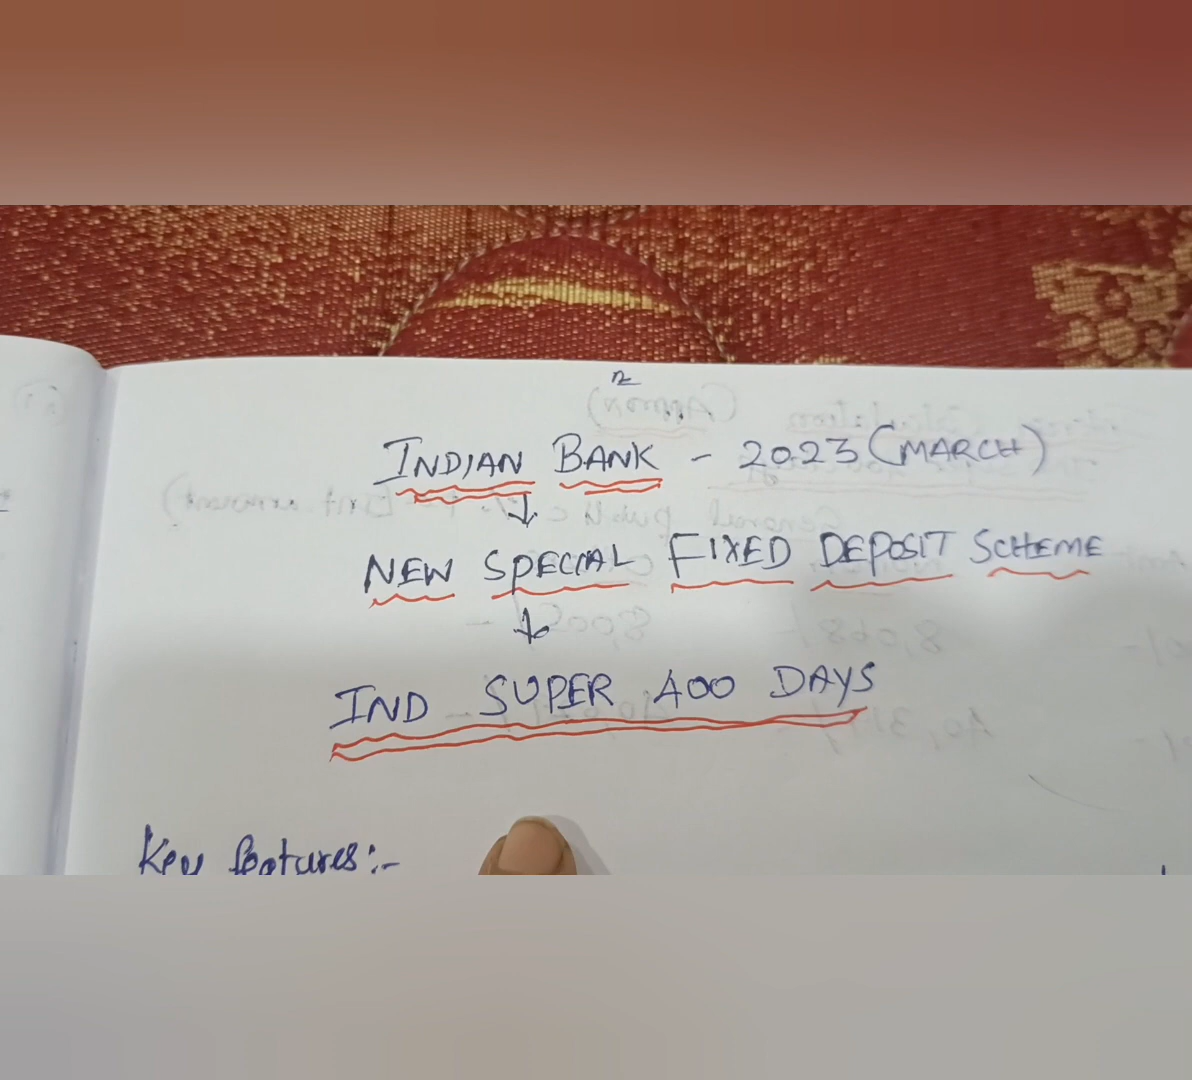 INDIAN BANK - 2023 (MARCH)
↓
NEW SPECIAL FIXED DEPOSIT SCHEME
↓
IND SUPER 400 DAYS
Key features:-